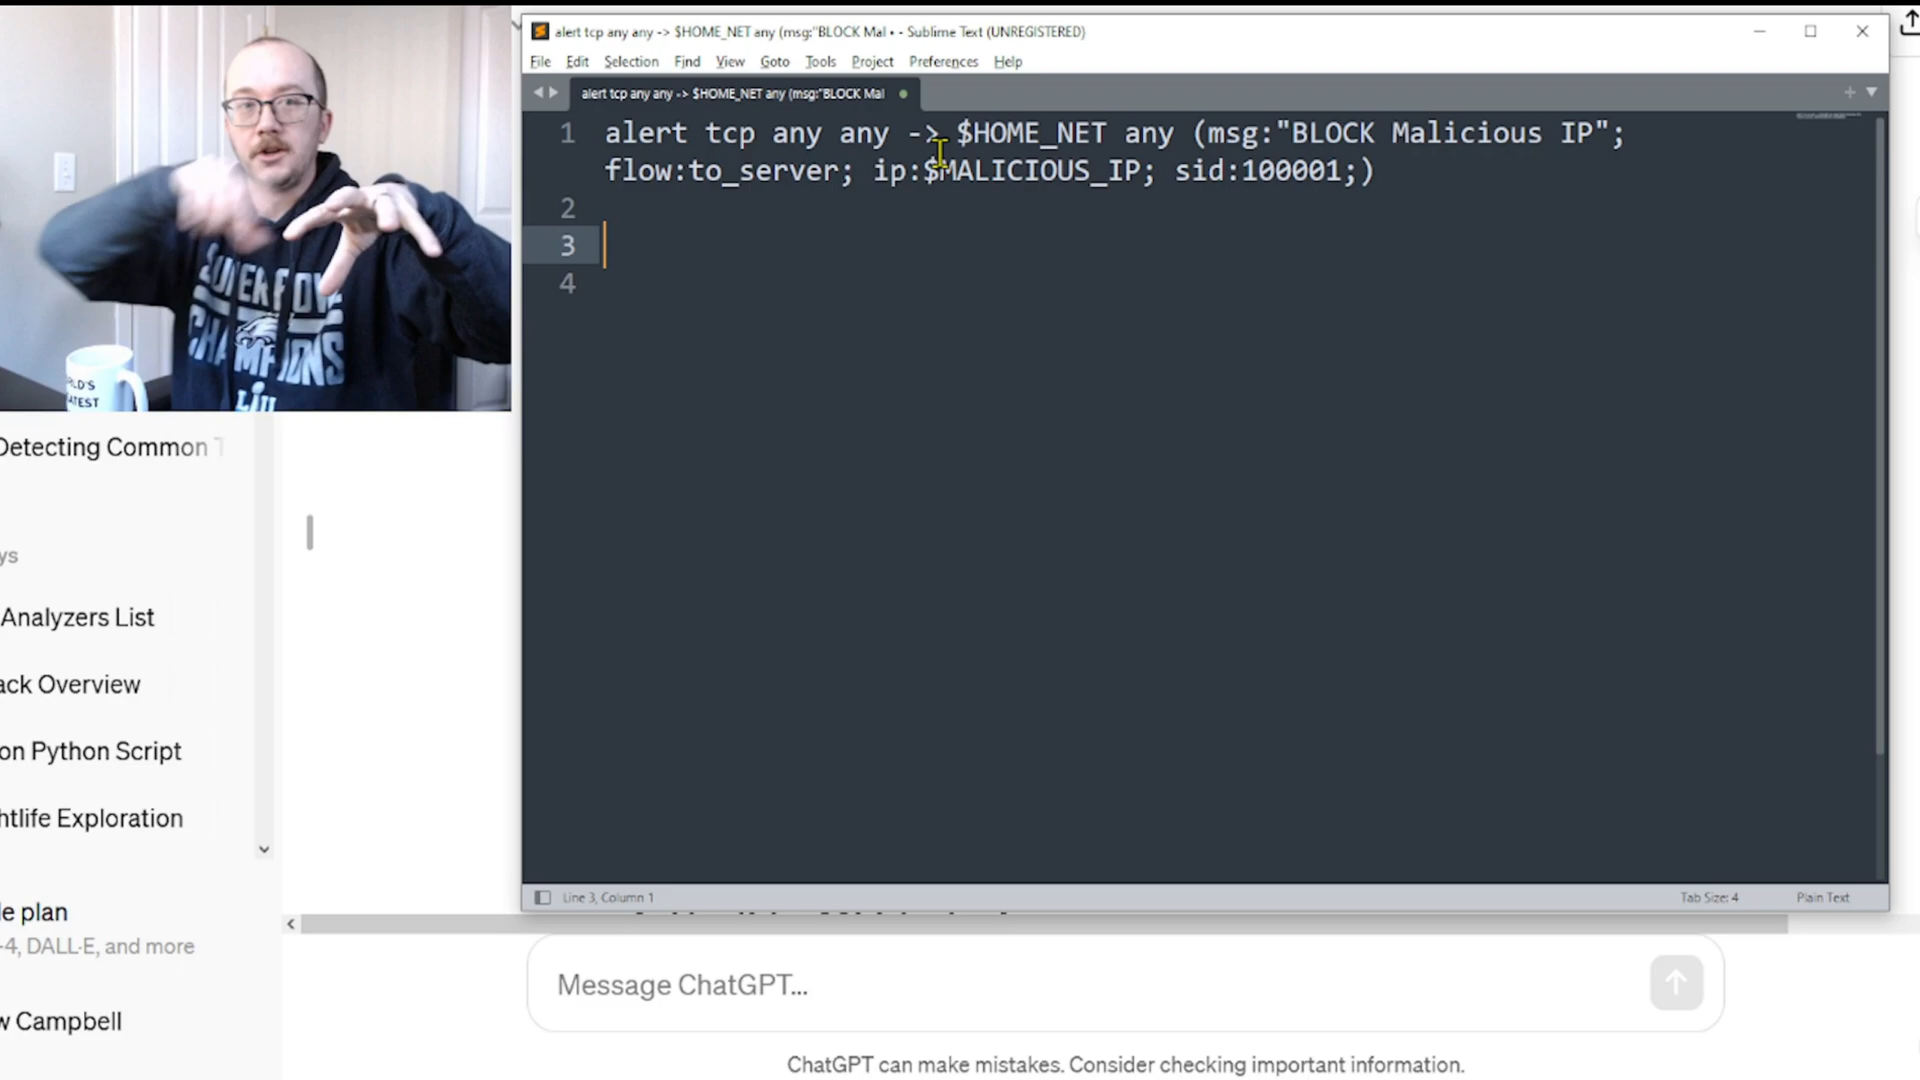 alert tcp any any -> $HOME_NET any (msg:"BLOCK Mal • - Sublime Text (UNREGISTERED)
File Edit Selection Find View Goto Tools Project Preferences Help
alert tcp any any -> $HOME_NET any (msg:"BLOCK Mal
1 alert tcp any any -> $HOME_NET any (msg:"BLOCK Malicious IP";
flow:to_server; ip:$MALICIOUS_IP; sid:100001;)
2
3
4
CHAMPIONS
LII
Detecting Common
Analyzers List
Overview
on Python Script
Exploration
plan
-4, DALL·E, and more
Campbell
Line 3, Column 1
Tab Size: 4
Plain Text
Message ChatGPT...
ChatGPT can make mistakes. Consider checking important information.